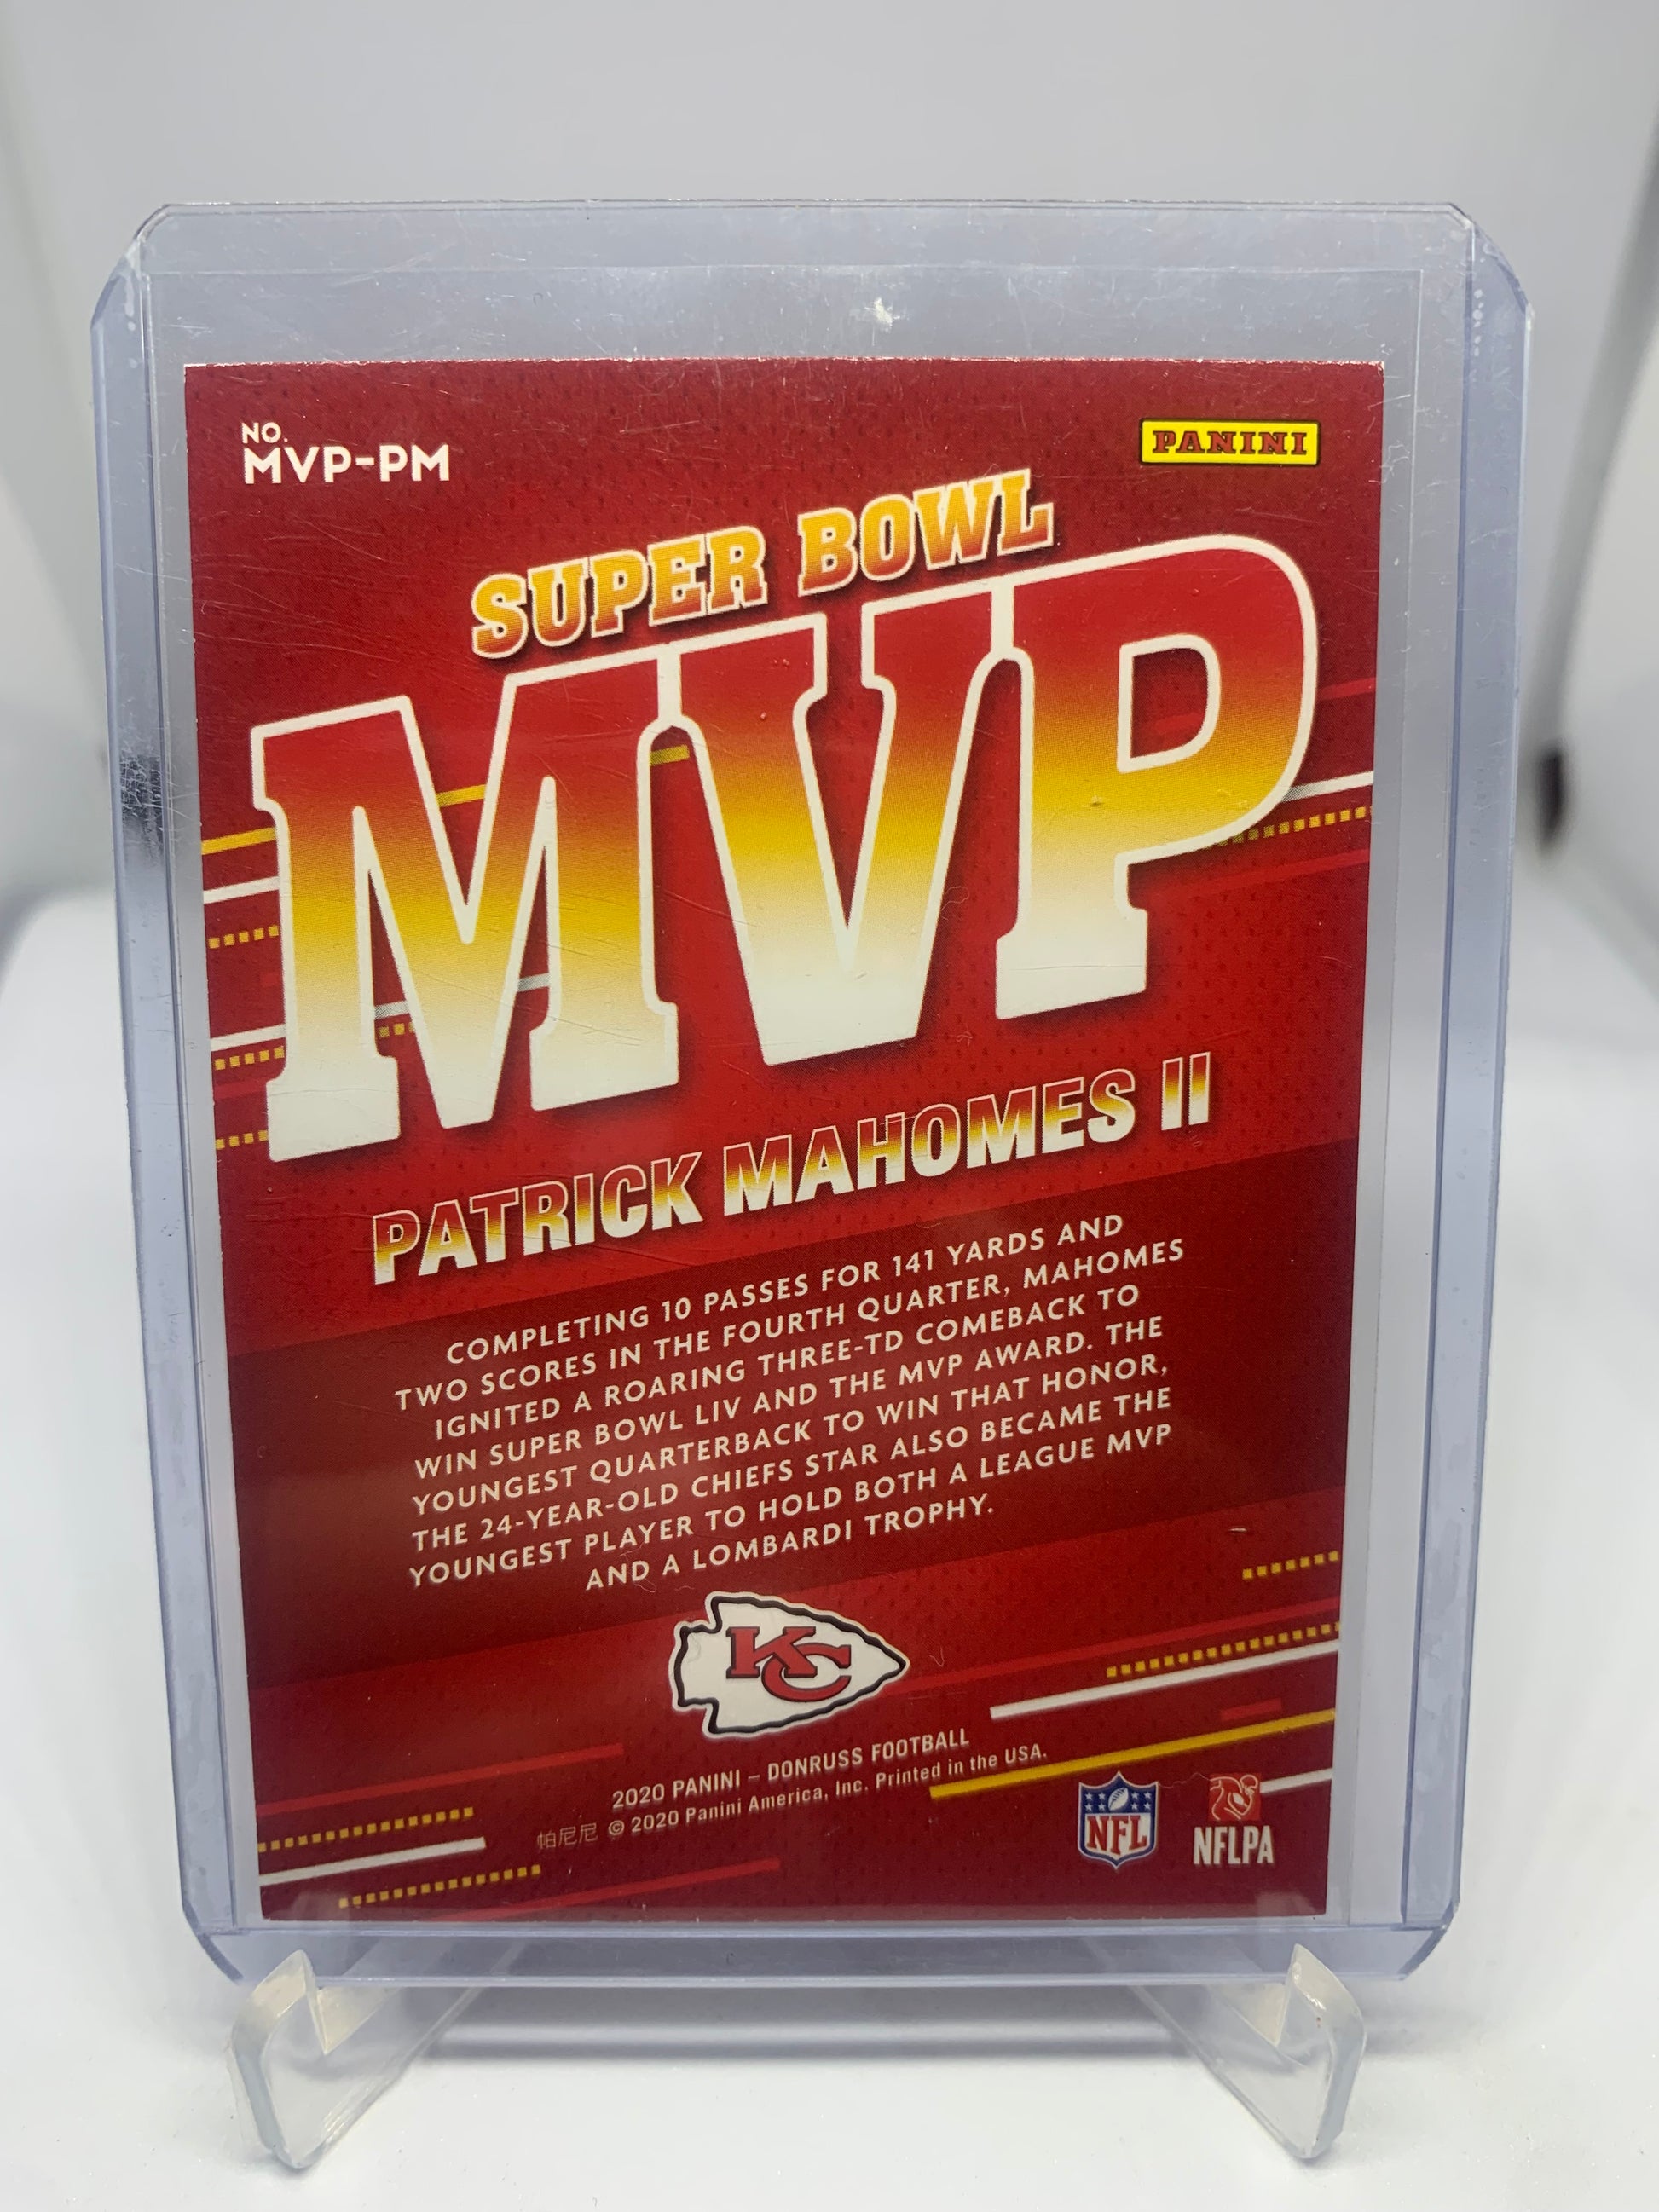 NO.
MVP-PM
PANINI
SUPER BOWL
MVP
PATRICK MAHOMES II
COMPLETING 10 PASSES FOR 141 YARDS AND
TWO SCORES IN THE FOURTH QUARTER, MAHOMES
IGNITED A ROARING THREE-TD COMEBACK TO
WIN SUPER BOWL LIV AND THE MVP AWARD. THE
YOUNGEST QUARTERBACK TO WIN THAT HONOR,
THE 24-YEAR-OLD CHIEFS STAR ALSO BECAME THE
YOUNGEST PLAYER TO HOLD BOTH A LEAGUE MVP
AND A LOMBARDI TROPHY.
KC
2020 PANINI – DONRUSS FOOTBALL
帕尼尼 © 2020 Panini America, Inc. Printed in the USA.
NFL
NFLPA